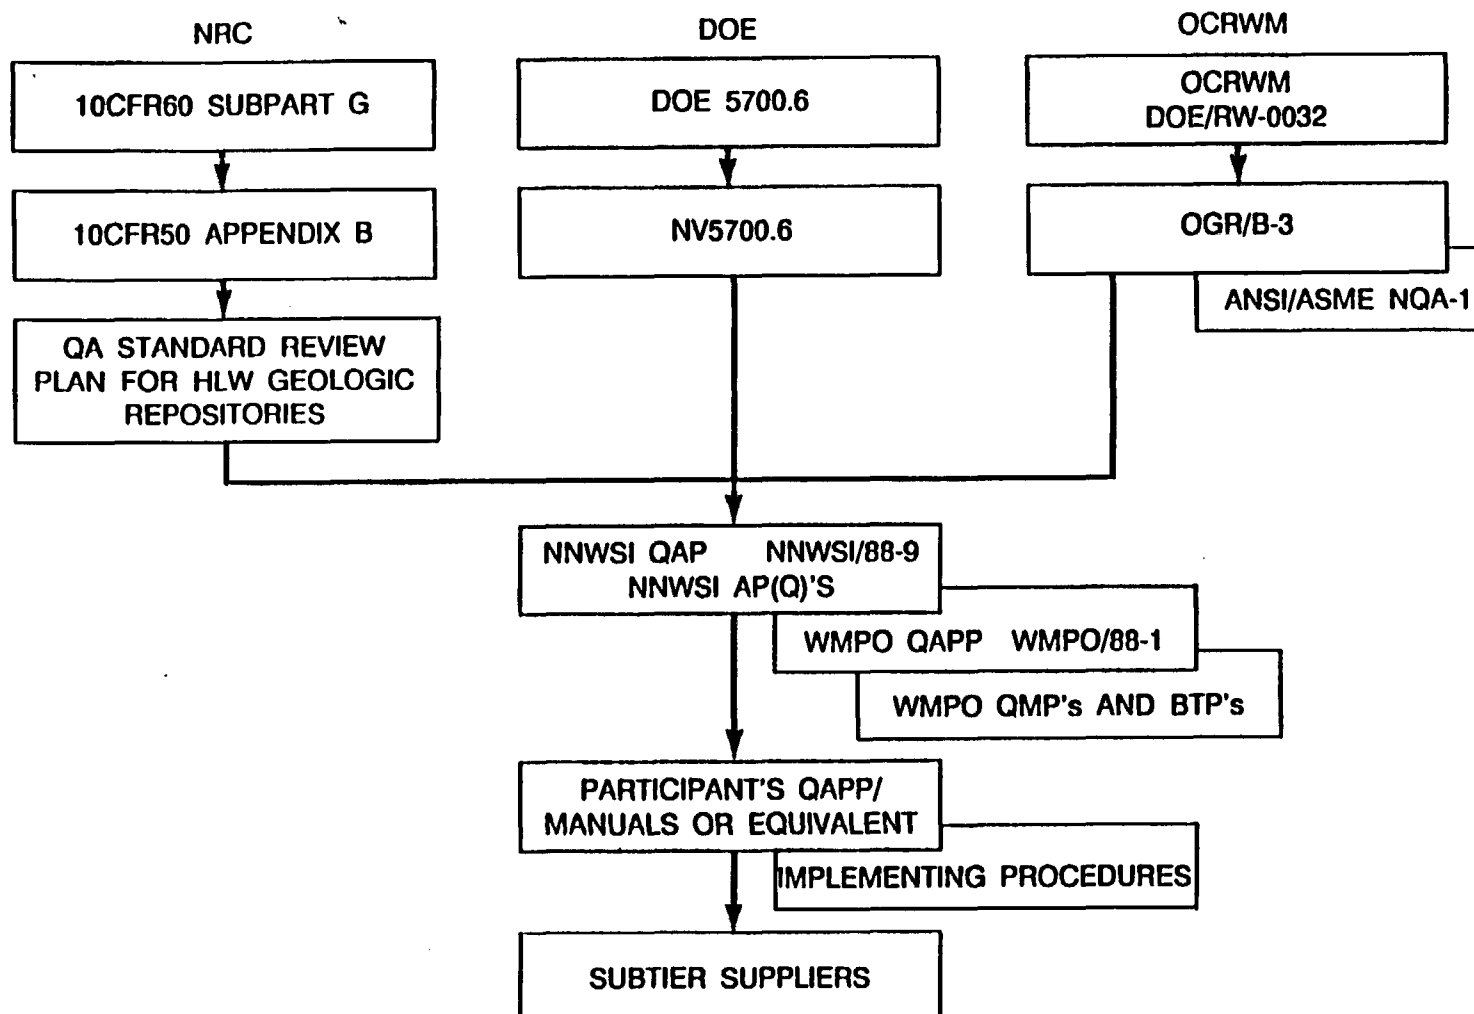 NRC
10CFR60 SUBPART G
10CFR50 APPENDIX B
QA STANDARD REVIEW
PLAN FOR HLW GEOLOGIC
REPOSITORIES
DOE
DOE 5700.6
NV5700.6
OCRWM
OCRWM
DOE/RW-0032
OGR/B-3
ANSI/ASME NQA-1
NNWSI QAP NNWSI/88-9
NNWSI AP(Q)'S
WMPO QAPP WMPO/88-1
WMPO QMP's AND BTP's
PARTICIPANT'S QAPP/
MANUALS OR EQUIVALENT
IMPLEMENTING PROCEDURES
SUBTIER SUPPLIERS